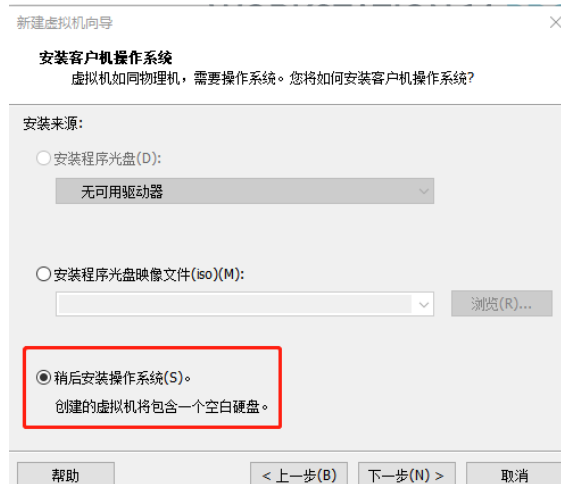 新建虚拟机向导
安装客户机操作系统
虚拟机如同物理机，需要操作系统。您将如何安装客户机操作系统?
安装来源:
安装程序光盘(D):
无可用驱动器
安装程序光盘映像文件(iso)(M):
浏览(R)...
稍后安装操作系统(S)。
创建的虚拟机将包含一个空白硬盘。
帮助
< 上一步(B)
下一步(N) >
取消